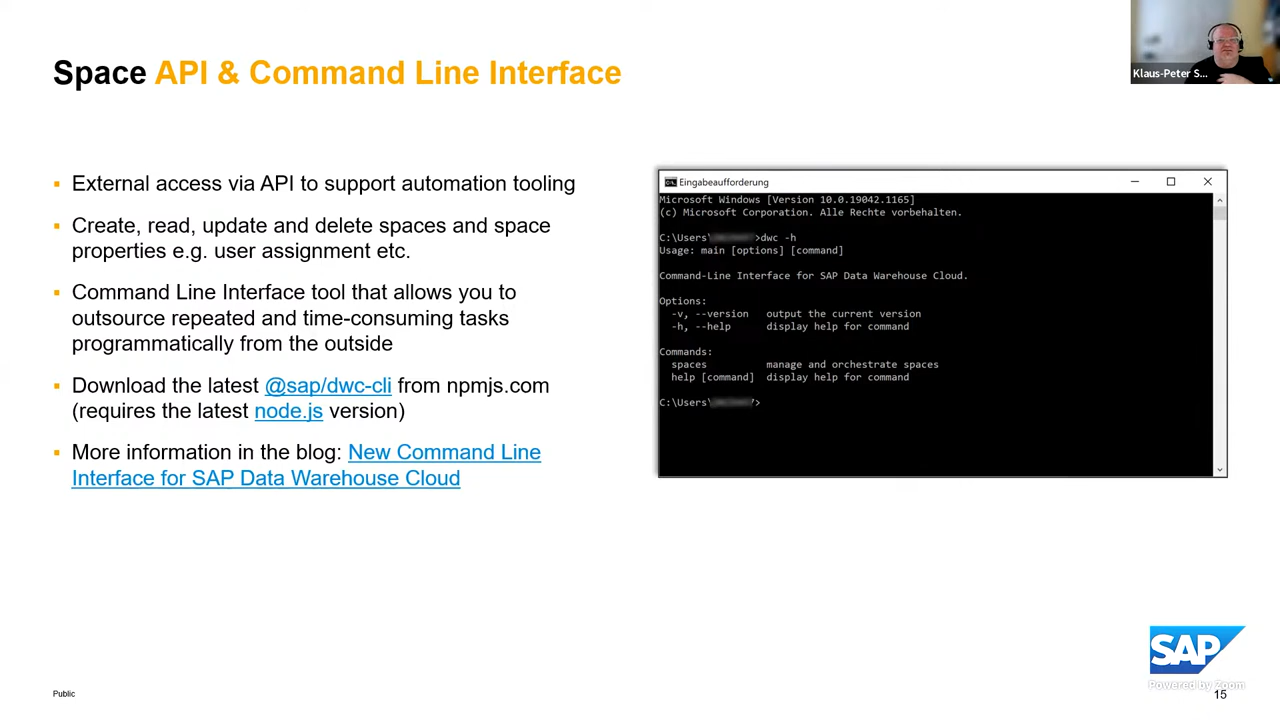 Space API & Command Line Interface
Klaus-Peter S...
▪ External access via API to support automation tooling
▪ Create, read, update and delete spaces and space
properties e.g. user assignment etc.
▪ Command Line Interface tool that allows you to
outsource repeated and time-consuming tasks
programmatically from the outside
▪ Download the latest @sap/dwc-cli from npmjs.com
(requires the latest node.js version)
▪ More information in the blog: New Command Line
Interface for SAP Data Warehouse Cloud
Eingabeaufforderung
Microsoft Windows [Version 10.0.19042.1165]
(c) Microsoft Corporation. Alle Rechte vorbehalten.
C:\Users\ >dwc -h
Usage: main [options] [command]
Command-Line Interface for SAP Data Warehouse Cloud.
Options:
-v, --version output the current version
-h, --help display help for command
Commands:
spaces manage and orchestrate spaces
help [command] display help for command
C:\Users\ >
SAP
Powered by Zoom
Public
15